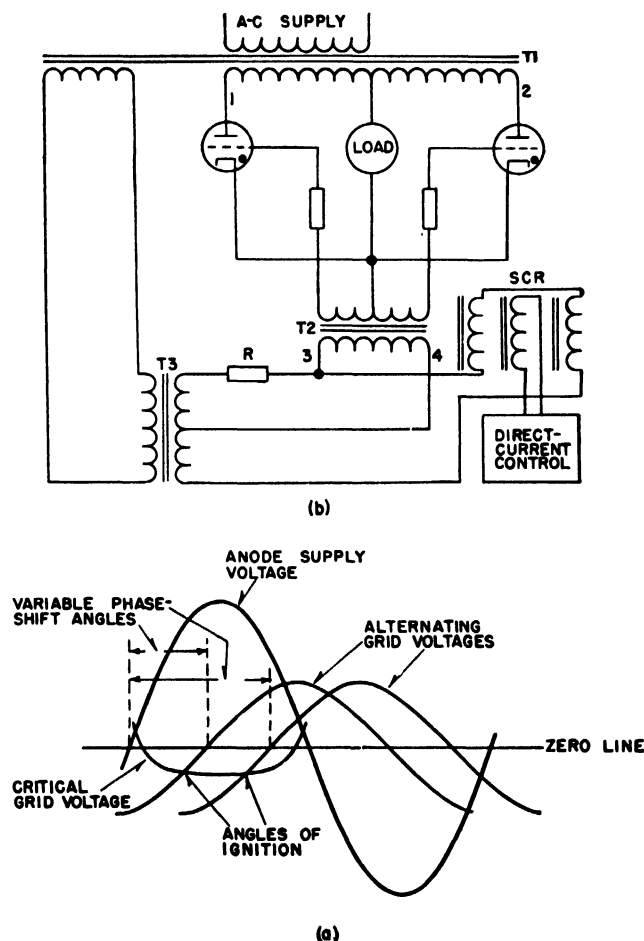 A-C SUPPLY
T1
1
2
LOAD
SCR
T2
3
4
T3
R
DIRECT-
CURRENT
CONTROL
(b)
ANODE SUPPLY
VOLTAGE
VARIABLE PHASE-
SHIFT ANGLES
ALTERNATING
GRID VOLTAGES
ZERO LINE
CRITICAL
GRID VOLTAGE
ANGLES OF
IGNITION
(a)